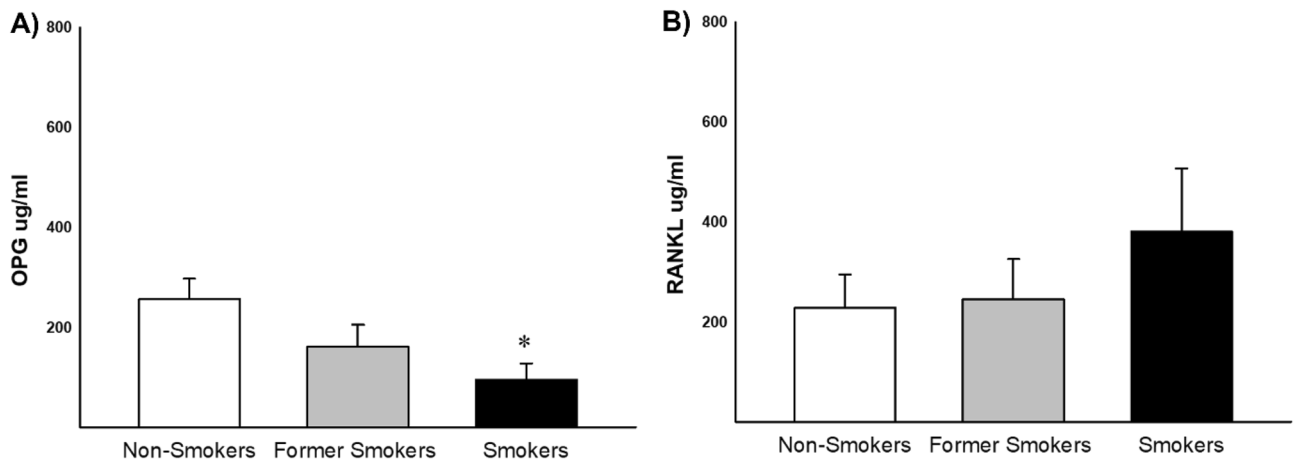 A)
800
600
400
200
OPG ug/ml
*
Non-Smokers Former Smokers Smokers
B)
800
600
400
200
RANKL ug/ml
Non-Smokers Former Smokers Smokers